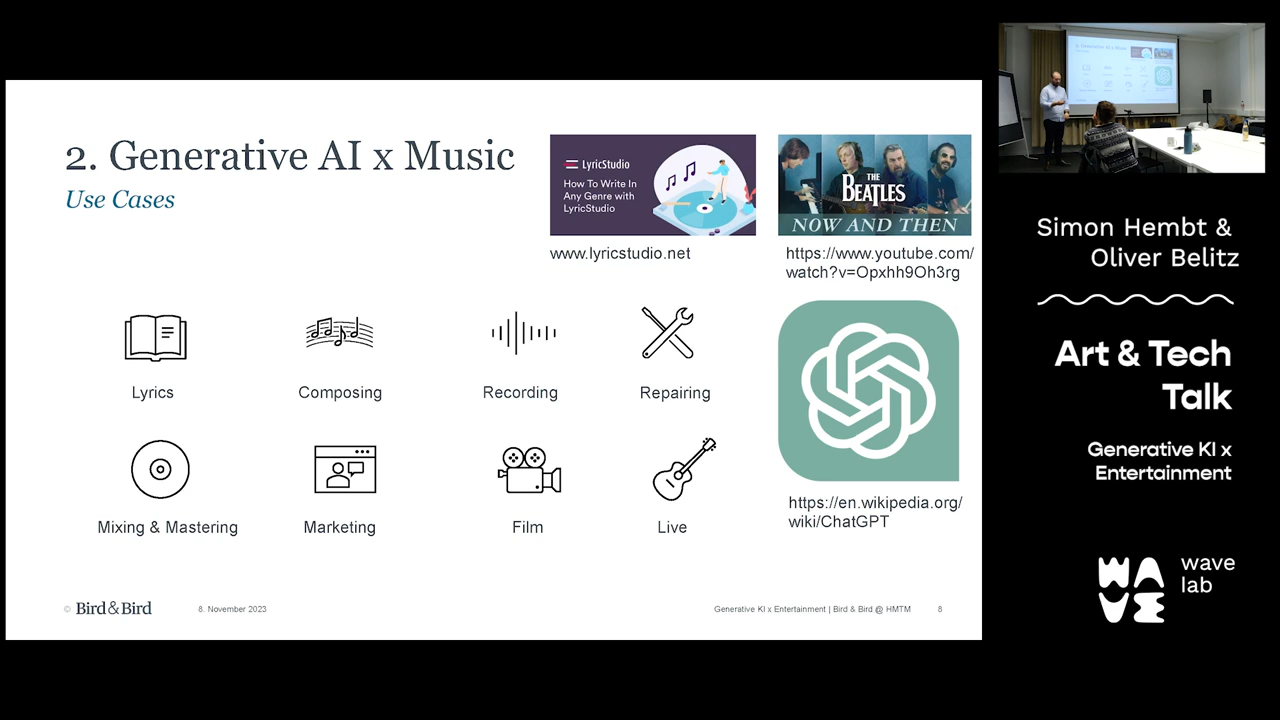 2. Generative AI x Music
Use Cases
LyricStudio
How To Write In
Any Genre with
LyricStudio
www.lyricstudio.net
THE
BEATLES
NOW AND THEN
https://www.youtube.com/
watch?v=Opxhh9Oh3rg
Lyrics
Composing
Recording
Repairing
Mixing & Mastering
Marketing
Film
Live
https://en.wikipedia.org/
wiki/ChatGPT
© Bird&Bird
8. November 2023
Generative KI x Entertainment | Bird & Bird @ HMTM
8
Simon Hembt &
Oliver Belitz
Art & Tech
Talk
Generative KI x
Entertainment
WAVE
wave
lab